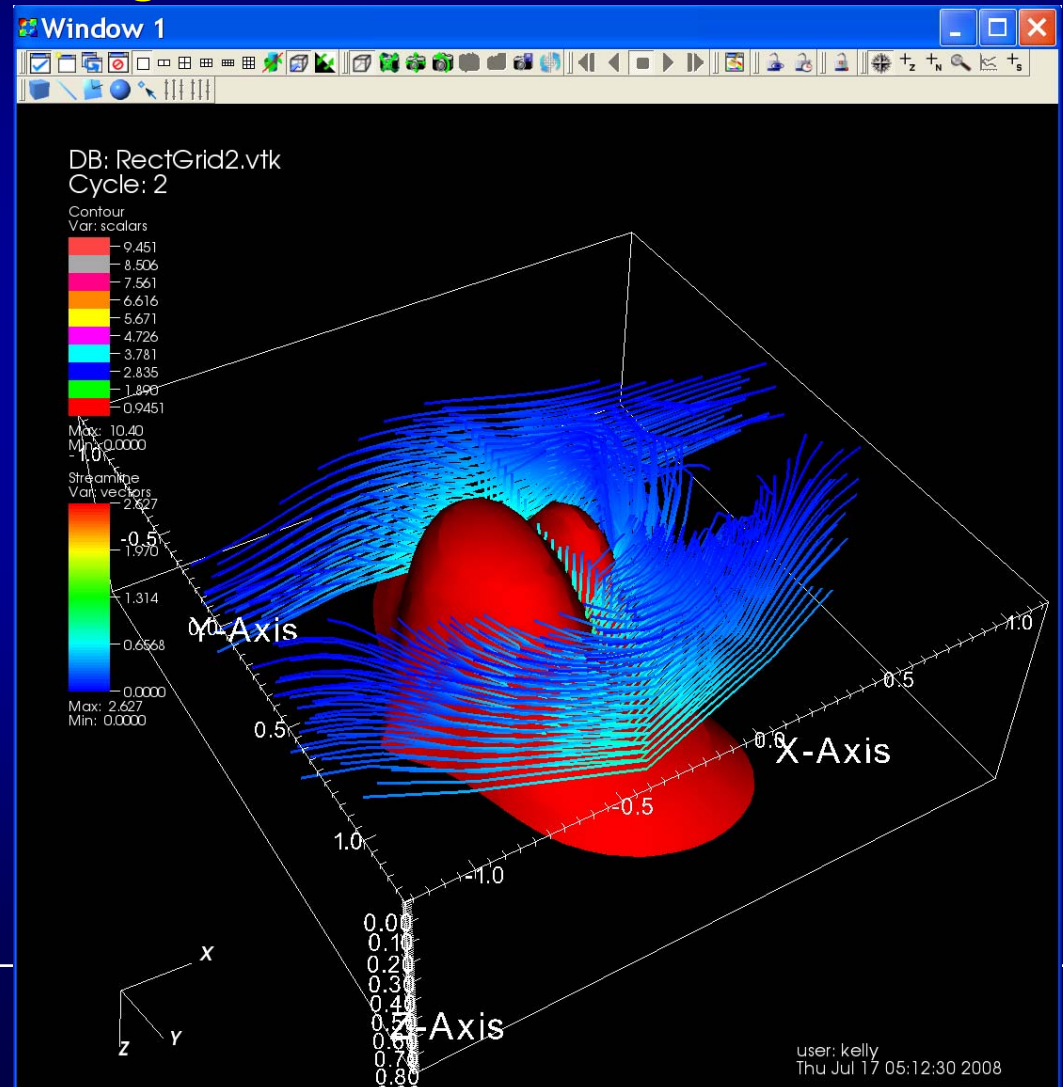 Window 1
DB: RectGrid2.vtk
Cycle: 2
Contour
Var: scalars
9.451
8.506
7.561
6.616
5.671
4.726
3.781
2.835
1.890
0.9451
Max: 10.40
Min: 0.0000
-1.0
Streamline
Var: vectors
2.627
-0.5
1.970
1.314
0.0
Y-Axis
0.6568
0.0000
Max: 2.627
Min: 0.0000
0.5
1.0
1.0
0.5
0.0
X-Axis
-0.5
-1.0
0.00
0.10
0.20
0.30
0.40
0.50
Z-Axis
0.60
0.70
0.80
X
Y
Z
user: kelly
Thu Jul 17 05:12:30 2008